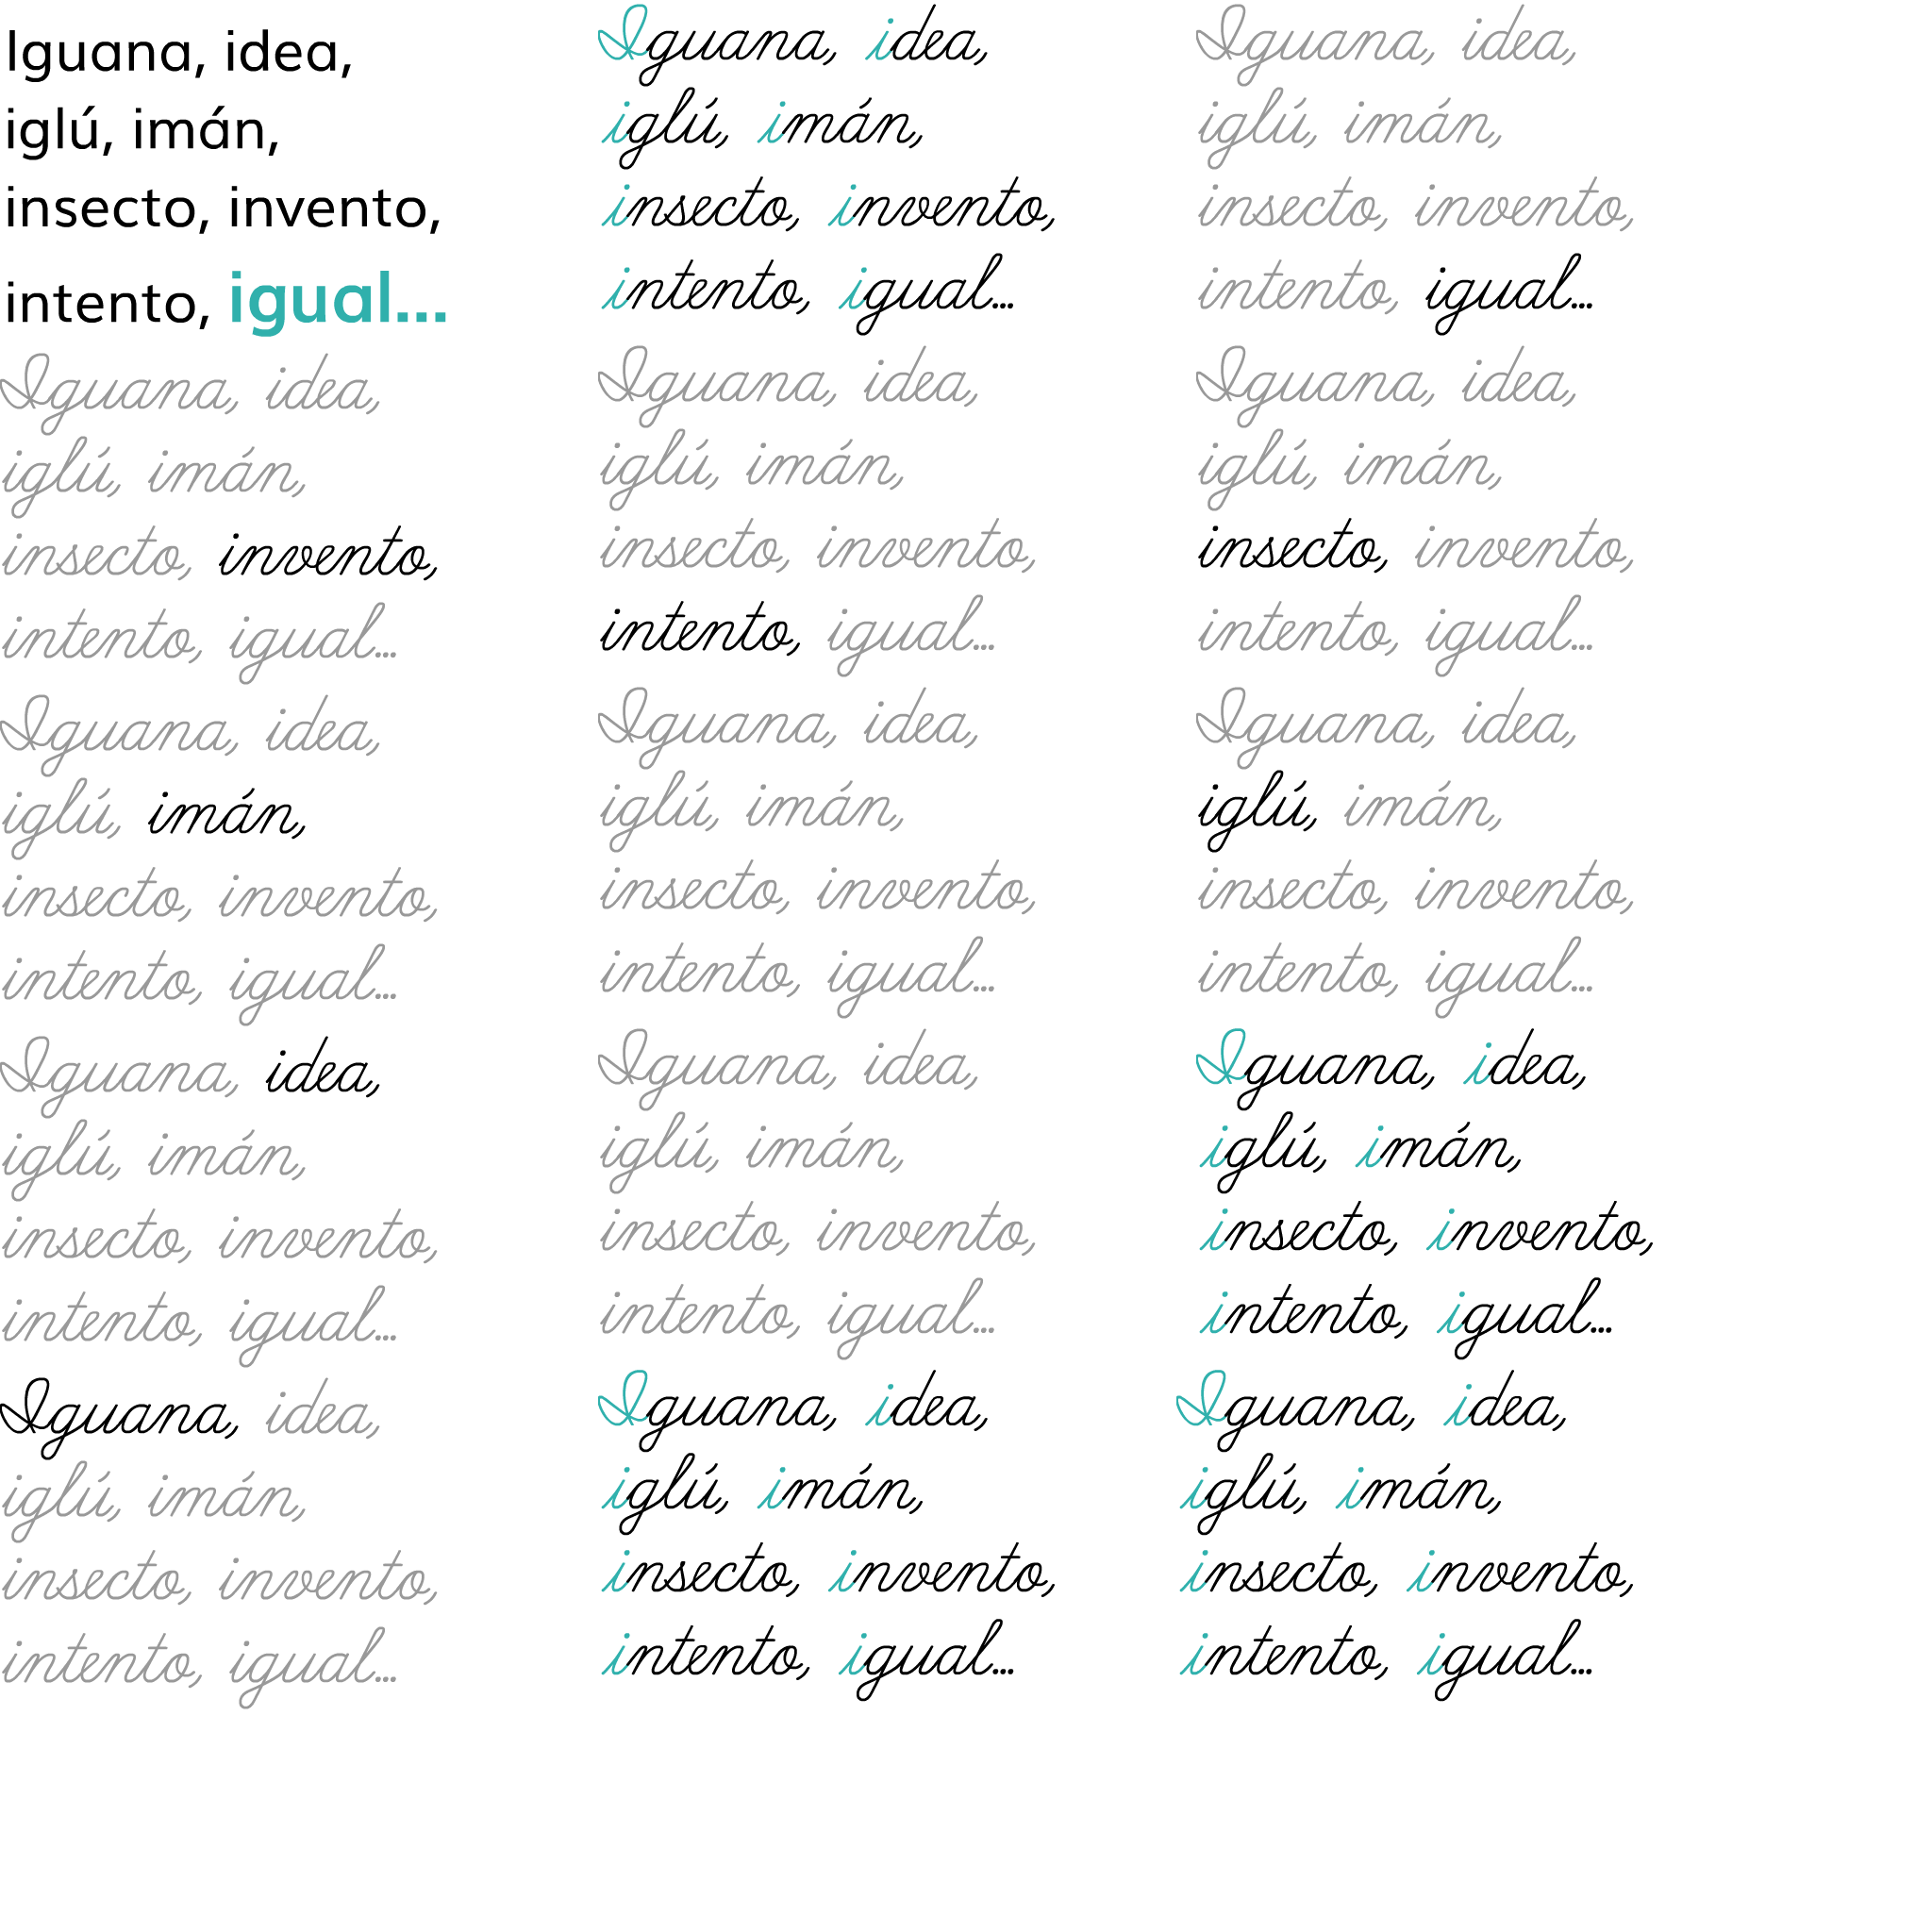 Iguana, idea,
iglú, imán,
insecto, invento,
intento, igual...
Iguana, idea,
iglú, imán,
insecto, invento,
intento, igual...
Iguana, idea,
iglú, imán,
insecto, invento,
intento, igual...
Iguana, idea,
iglú, imán,
insecto, invento,
intento, igual...
Iguana, idea,
iglú, imán,
insecto, invento,
intento, igual...
Iguana, idea,
iglú, imán,
insecto, invento,
intento, igual...
Iguana, idea,
iglú, imán,
insecto, invento,
intento, igual...
Iguana, idea,
iglú, imán,
insecto, invento,
intento, igual...
Iguana, idea,
iglú, imán,
insecto, invento,
intento, igual...
Iguana, idea,
iglú, imán,
insecto, invento,
intento, igual...
Iguana, idea,
iglú, imán,
insecto, invento,
intento, igual...
Iguana, idea,
iglú, imán,
insecto, invento,
intento, igual...
Iguana, idea,
iglú, imán,
insecto, invento,
intento, igual...
Iguana, idea,
iglú, imán,
insecto, invento,
intento, igual...
Iguana, idea,
iglú, imán,
insecto, invento,
intento, igual...